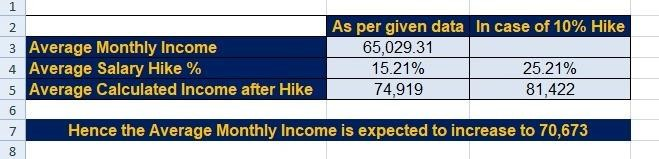 1
2 As per given data In case of 10% Hike
3 Average Monthly Income 65,029.31
4 Average Salary Hike % 15.21% 25.21%
5 Average Calculated Income after Hike 74,919 81,422
6
7 Hence the Average Monthly Income is expected to increase to 70,673
8